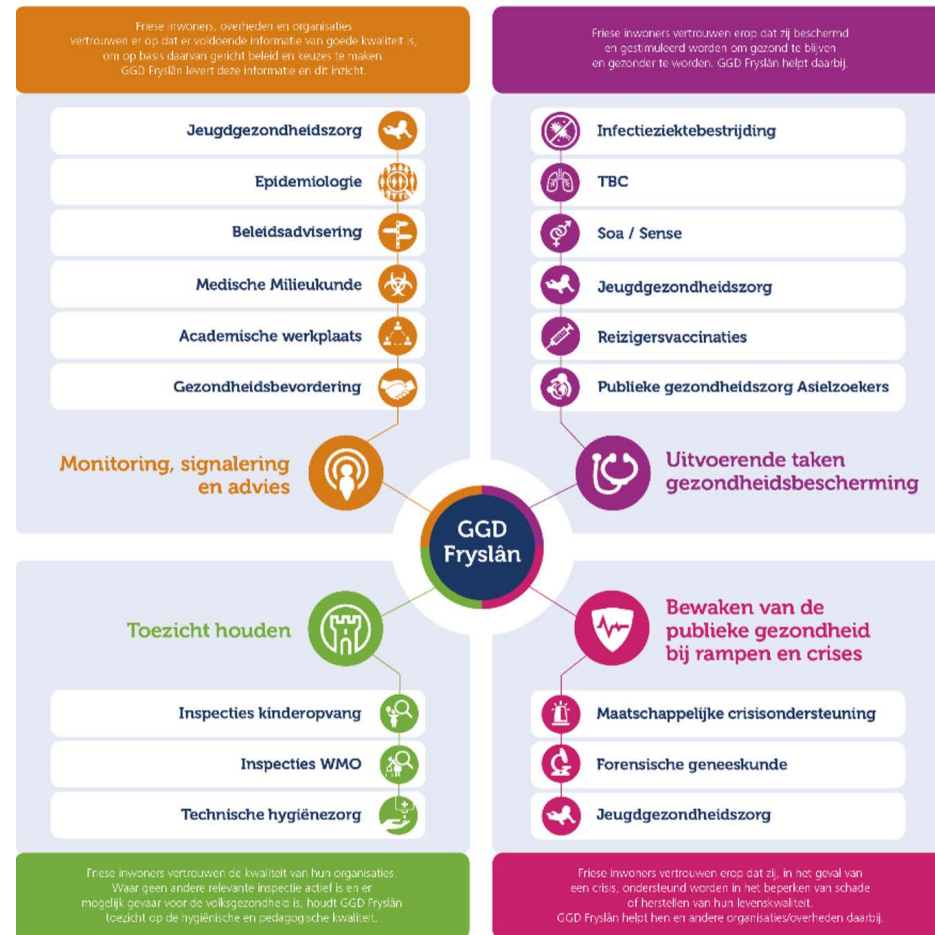 Friese inwoners, overheden en organisaties
vertrouwen er op dat er voldoende informatie van goede kwaliteit is,
om op basis daarvan gericht beleid en keuzes te maken.
GGD Fryslân levert deze informatie en dit inzicht.
Jeugdgezondheidszorg
Epidemiologie
Beleidsadvisering
Medische Milieukunde
Academische werkplaats
Gezondheidsbevordering
Monitoring, signalering
en advies
Friese inwoners vertrouwen erop dat zij beschermd
en gestimuleerd worden om gezond te blijven
en gezonder te worden. GGD Fryslân helpt daarbij.
Infectieziektebestrijding
TBC
Soa / Sense
Jeugdgezondheidszorg
Reizigersvaccinaties
Publieke gezondheidszorg Asielzoekers
Uitvoerende taken
gezondheidsbescherming
GGD
Fryslân
Toezicht houden
Inspecties kinderopvang
Inspecties WMO
Technische hygiënezorg
Friese inwoners vertrouwen de kwaliteit van hun organisaties.
Waar geen andere relevante inspectie actief is en er
mogelijk gevaar voor de volksgezondheid is, houdt GGD Fryslân
toezicht op de hygiënische en pedagogische kwaliteit.
Bewaken van de
publieke gezondheid
bij rampen en crises
Maatschappelijke crisisondersteuning
Forensische geneeskunde
Jeugdgezondheidszorg
Friese inwoners vertrouwen erop dat zij, in het geval van
een crisis, ondersteund worden in het beperken van schade
of herstellen van hun levenskwaliteit.
GGD Fryslân helpt hen en andere organisaties/overheden daarbij.